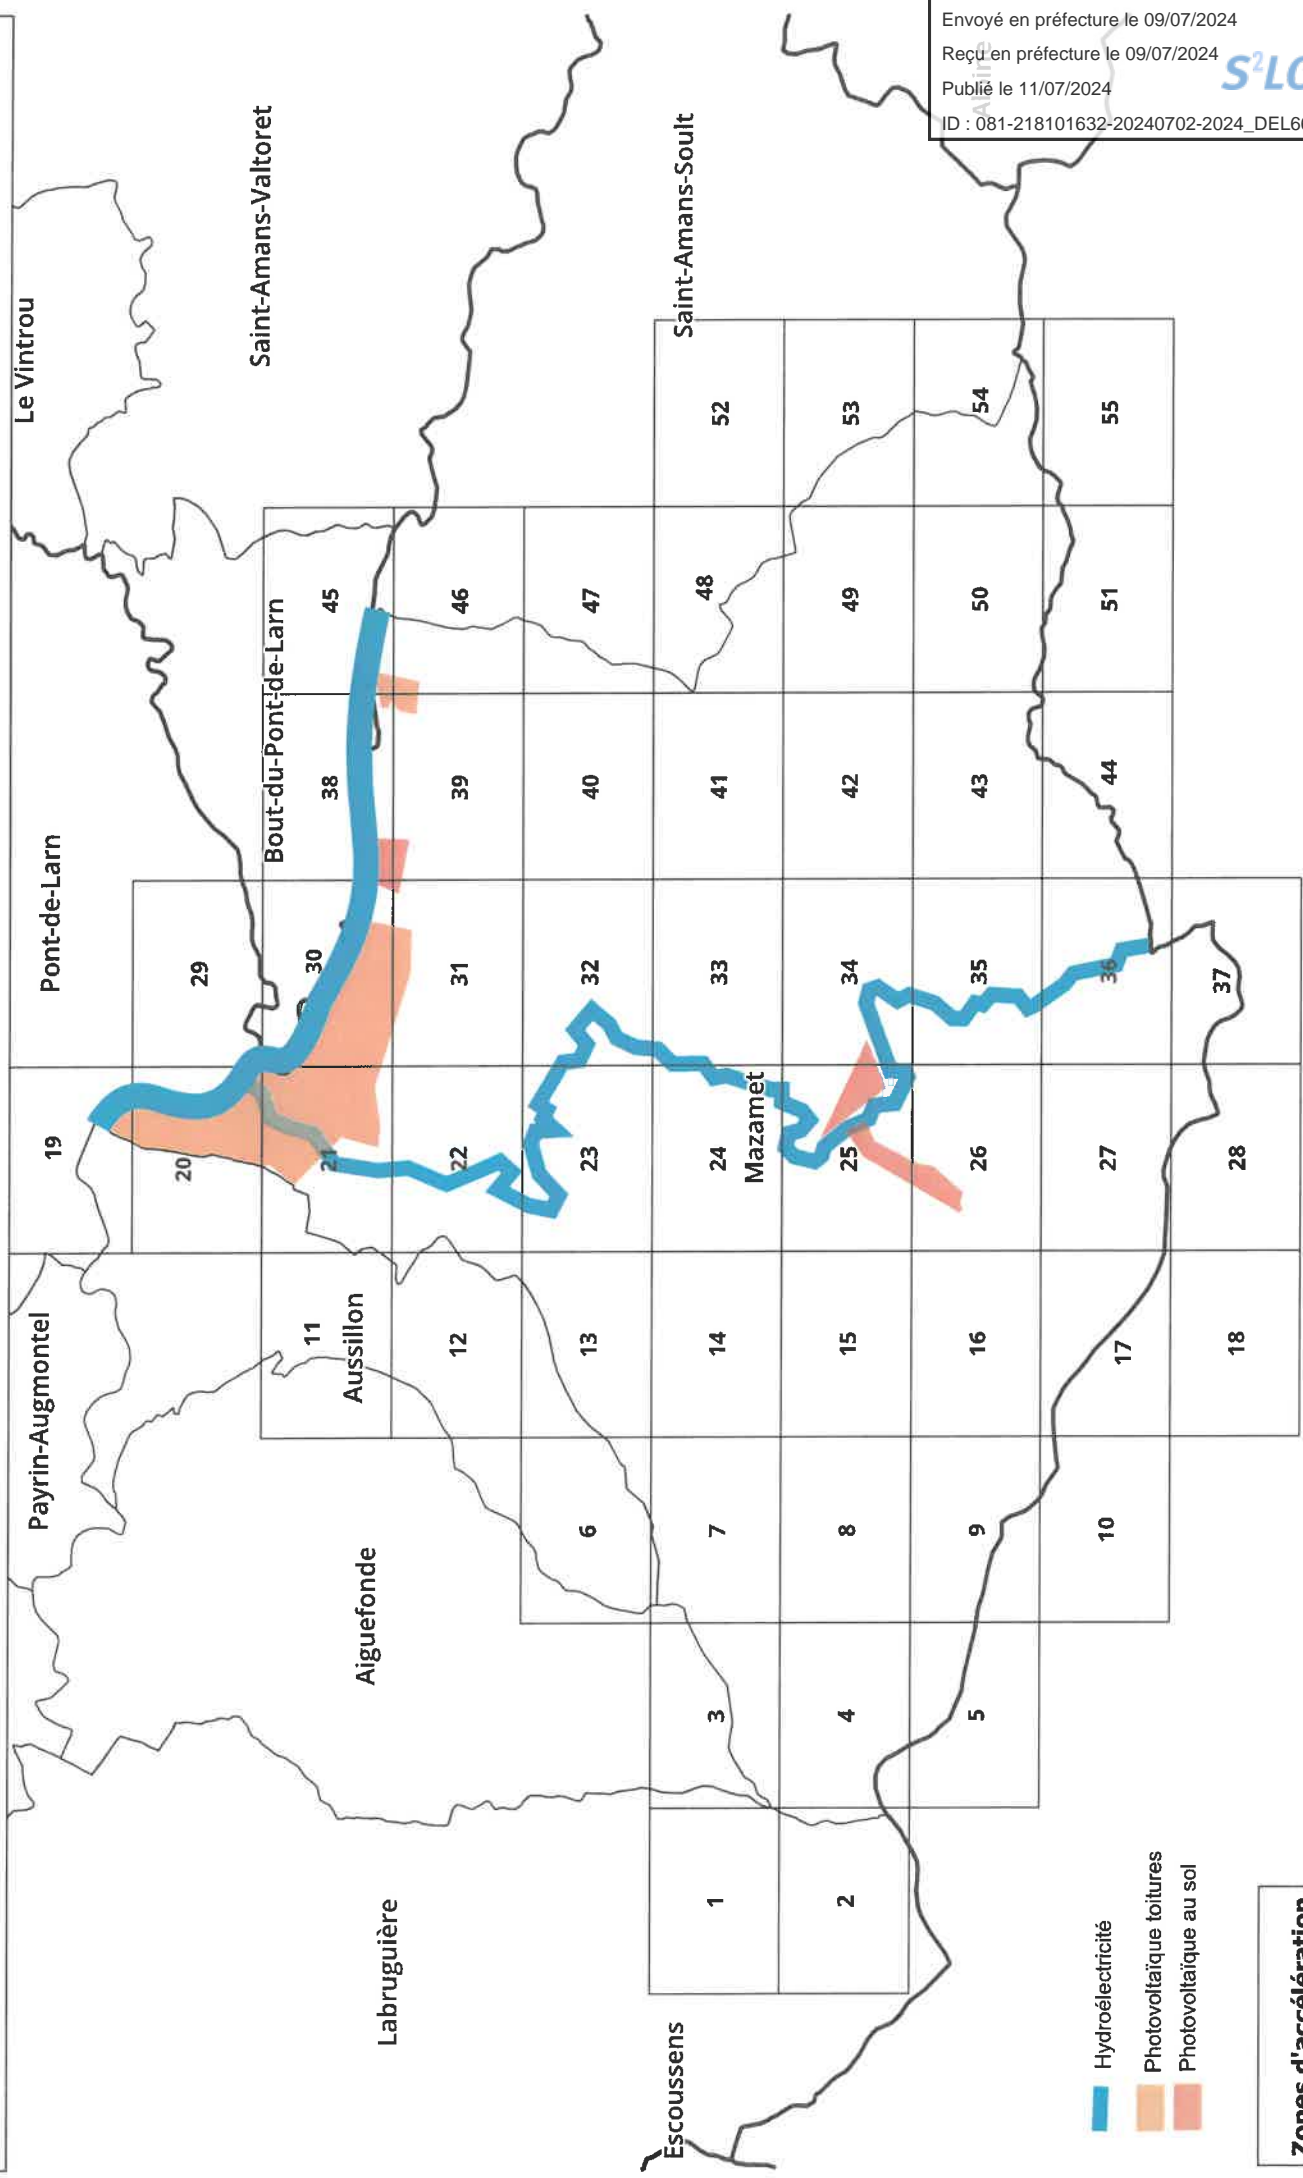 Envoyé en préfecture le 09/07/2024
Reçu en préfecture le 09/07/2024
Publié le 11/07/2024
ID : 081-218101632-20240702-2024_DEL6
S²LO
Albine
Le Vintrou
Saint-Amans-Valtoret
Saint-Amans-Soult
Pont-de-Larn
Bout-du-Pont-de-Larn
Payrin-Augmontel
Aussillon
Mazamet
Aiguefonde
Labruguière
Escoussens
1
2
3
4
5
6
7
8
9
10
11
12
13
14
15
16
17
18
19
20
21
22
23
24
25
26
27
28
29
30
31
32
33
34
35
36
37
38
39
40
41
42
43
44
45
46
47
48
49
50
51
52
53
54
55
Hydroélectricité
Photovoltaïque toitures
Photovoltaïque au sol
Zones d'accélération